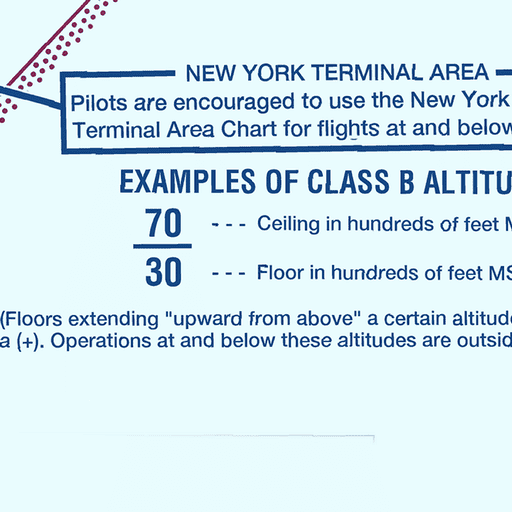 NEW YORK TERMINAL AREA
Pilots are encouraged to use the New York
Terminal Area Chart for flights at and below
EXAMPLES OF CLASS B ALTITU
70 --- Ceiling in hundreds of feet M
30 --- Floor in hundreds of feet MS
(Floors extending "upward from above" a certain altitude
a (+). Operations at and below these altitudes are outsid